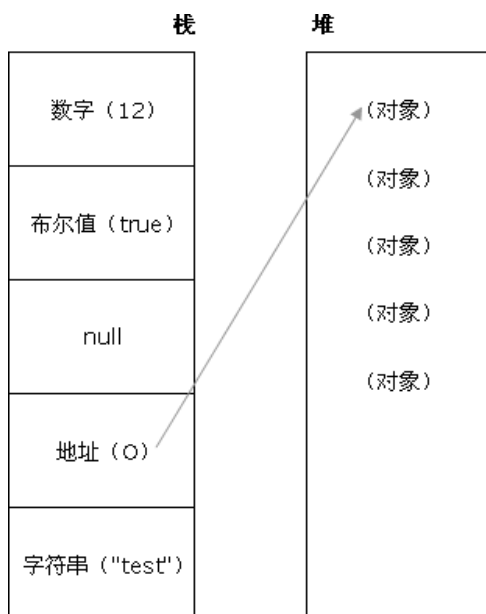 栈 堆
数字（12）
布尔值（true）
null
地址（O）
字符串（"test"）
（对象）
（对象）
（对象）
（对象）
（对象）